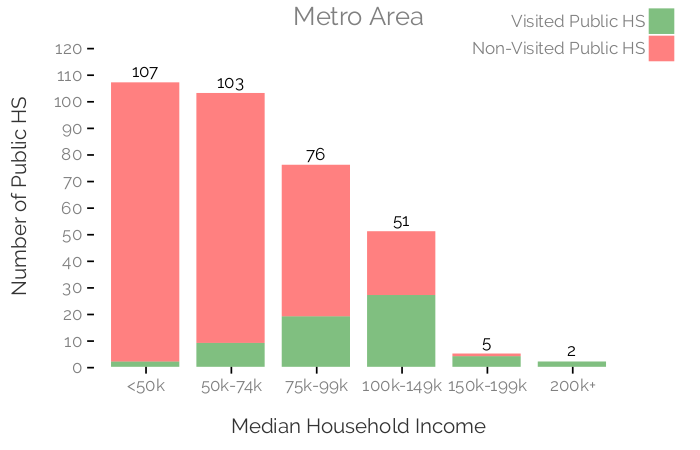 Metro Area
Visited Public HS
Non-Visited Public HS
Number of Public HS
120
110
100
90
80
70
60
50
40
30
20
10
0
107
103
76
51
5
2
<50k
50k-74k
75k-99k
100k-149k
150k-199k
200k+
Median Household Income